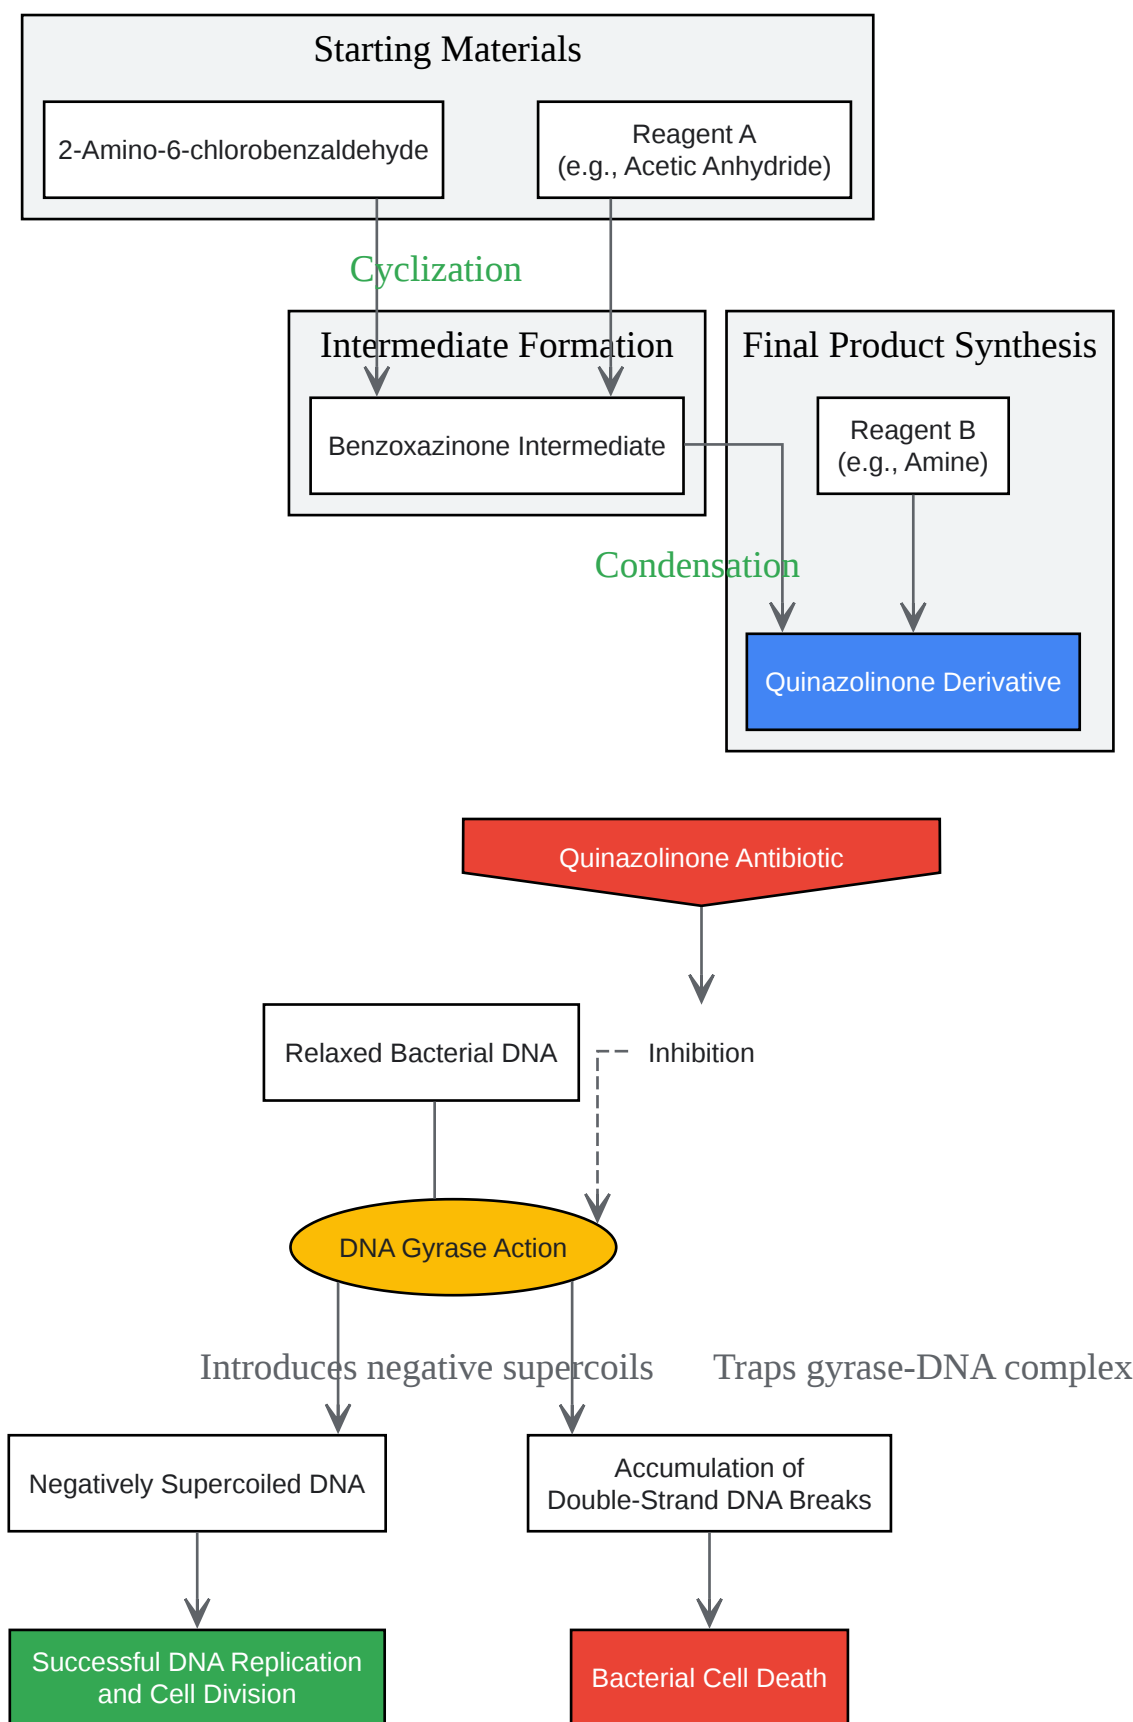 Starting Materials
2-Amino-6-chlorobenzaldehyde
Reagent A
(e.g., Acetic Anhydride)
Cyclization
Intermediate Formation
Benzoxazinone Intermediate
Final Product Synthesis
Reagent B
(e.g., Amine)
Condensation
Quinazolinone Derivative
Quinazolinone Antibiotic
Relaxed Bacterial DNA
Inhibition
DNA Gyrase Action
Introduces negative supercoils
Traps gyrase-DNA complex
Negatively Supercoiled DNA
Accumulation of
Double-Strand DNA Breaks
Successful DNA Replication
and Cell Division
Bacterial Cell Death